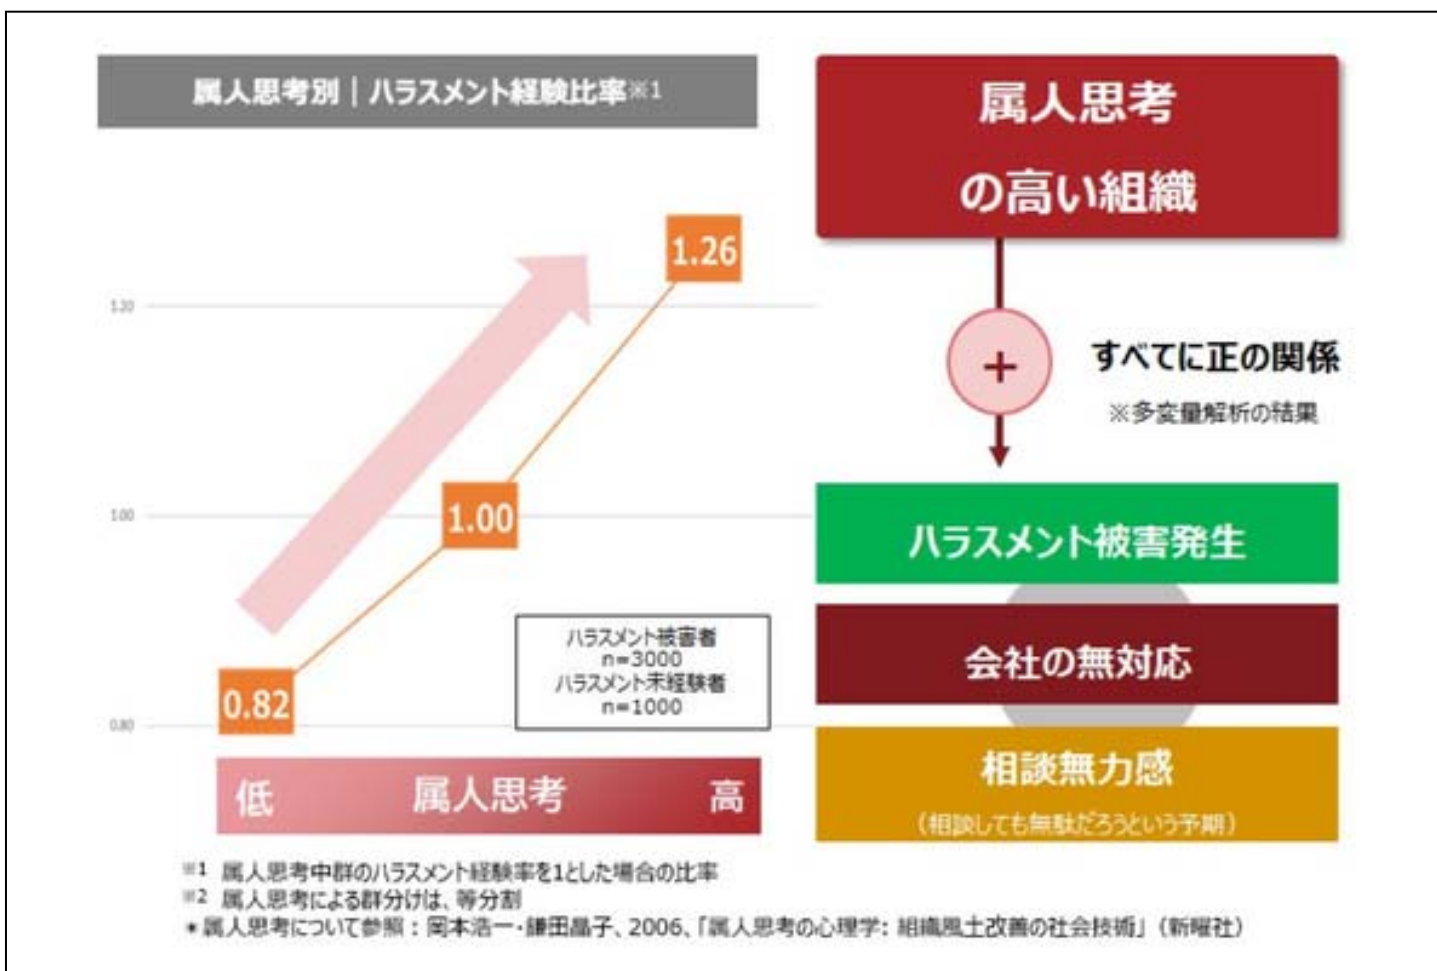 属人思考別｜ハラスメント経験比率※1
1.20
1.00
0.80
1.26
1.00
0.82
ハラスメント被害者
n=3000
ハラスメント未経験者
n=1000
低 属人思考 高
属人思考
の高い組織
+
すべてに正の関係
※多変量解析の結果
ハラスメント被害発生
会社の無対応
相談無力感
（相談しても無駄だろうという予期）
※1 属人思考中群のハラスメント経験率を1とした場合の比率
※2 属人思考による群分けは、等分割
＊属人思考について参照：岡本浩一・鎌田晶子、2006、「属人思考の心理学: 組織風土改善の社会技術」（新曜社）